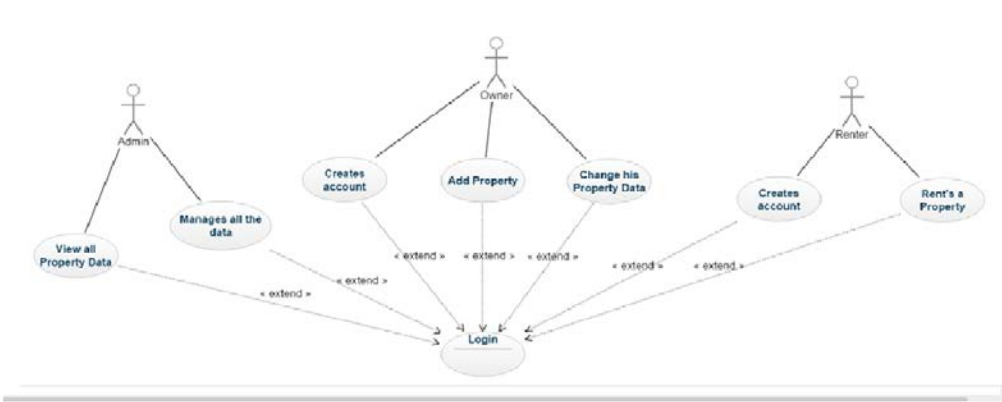 Owner
Admin
Renter
Creates
account
Add Property
Change his
Property Data
Creates
account
Rent's a
Property
Manages all the
data
View all
Property Data
« extend »
« extend »
« extend »
« extend »
« extend »
« extend »
« extend »
Login